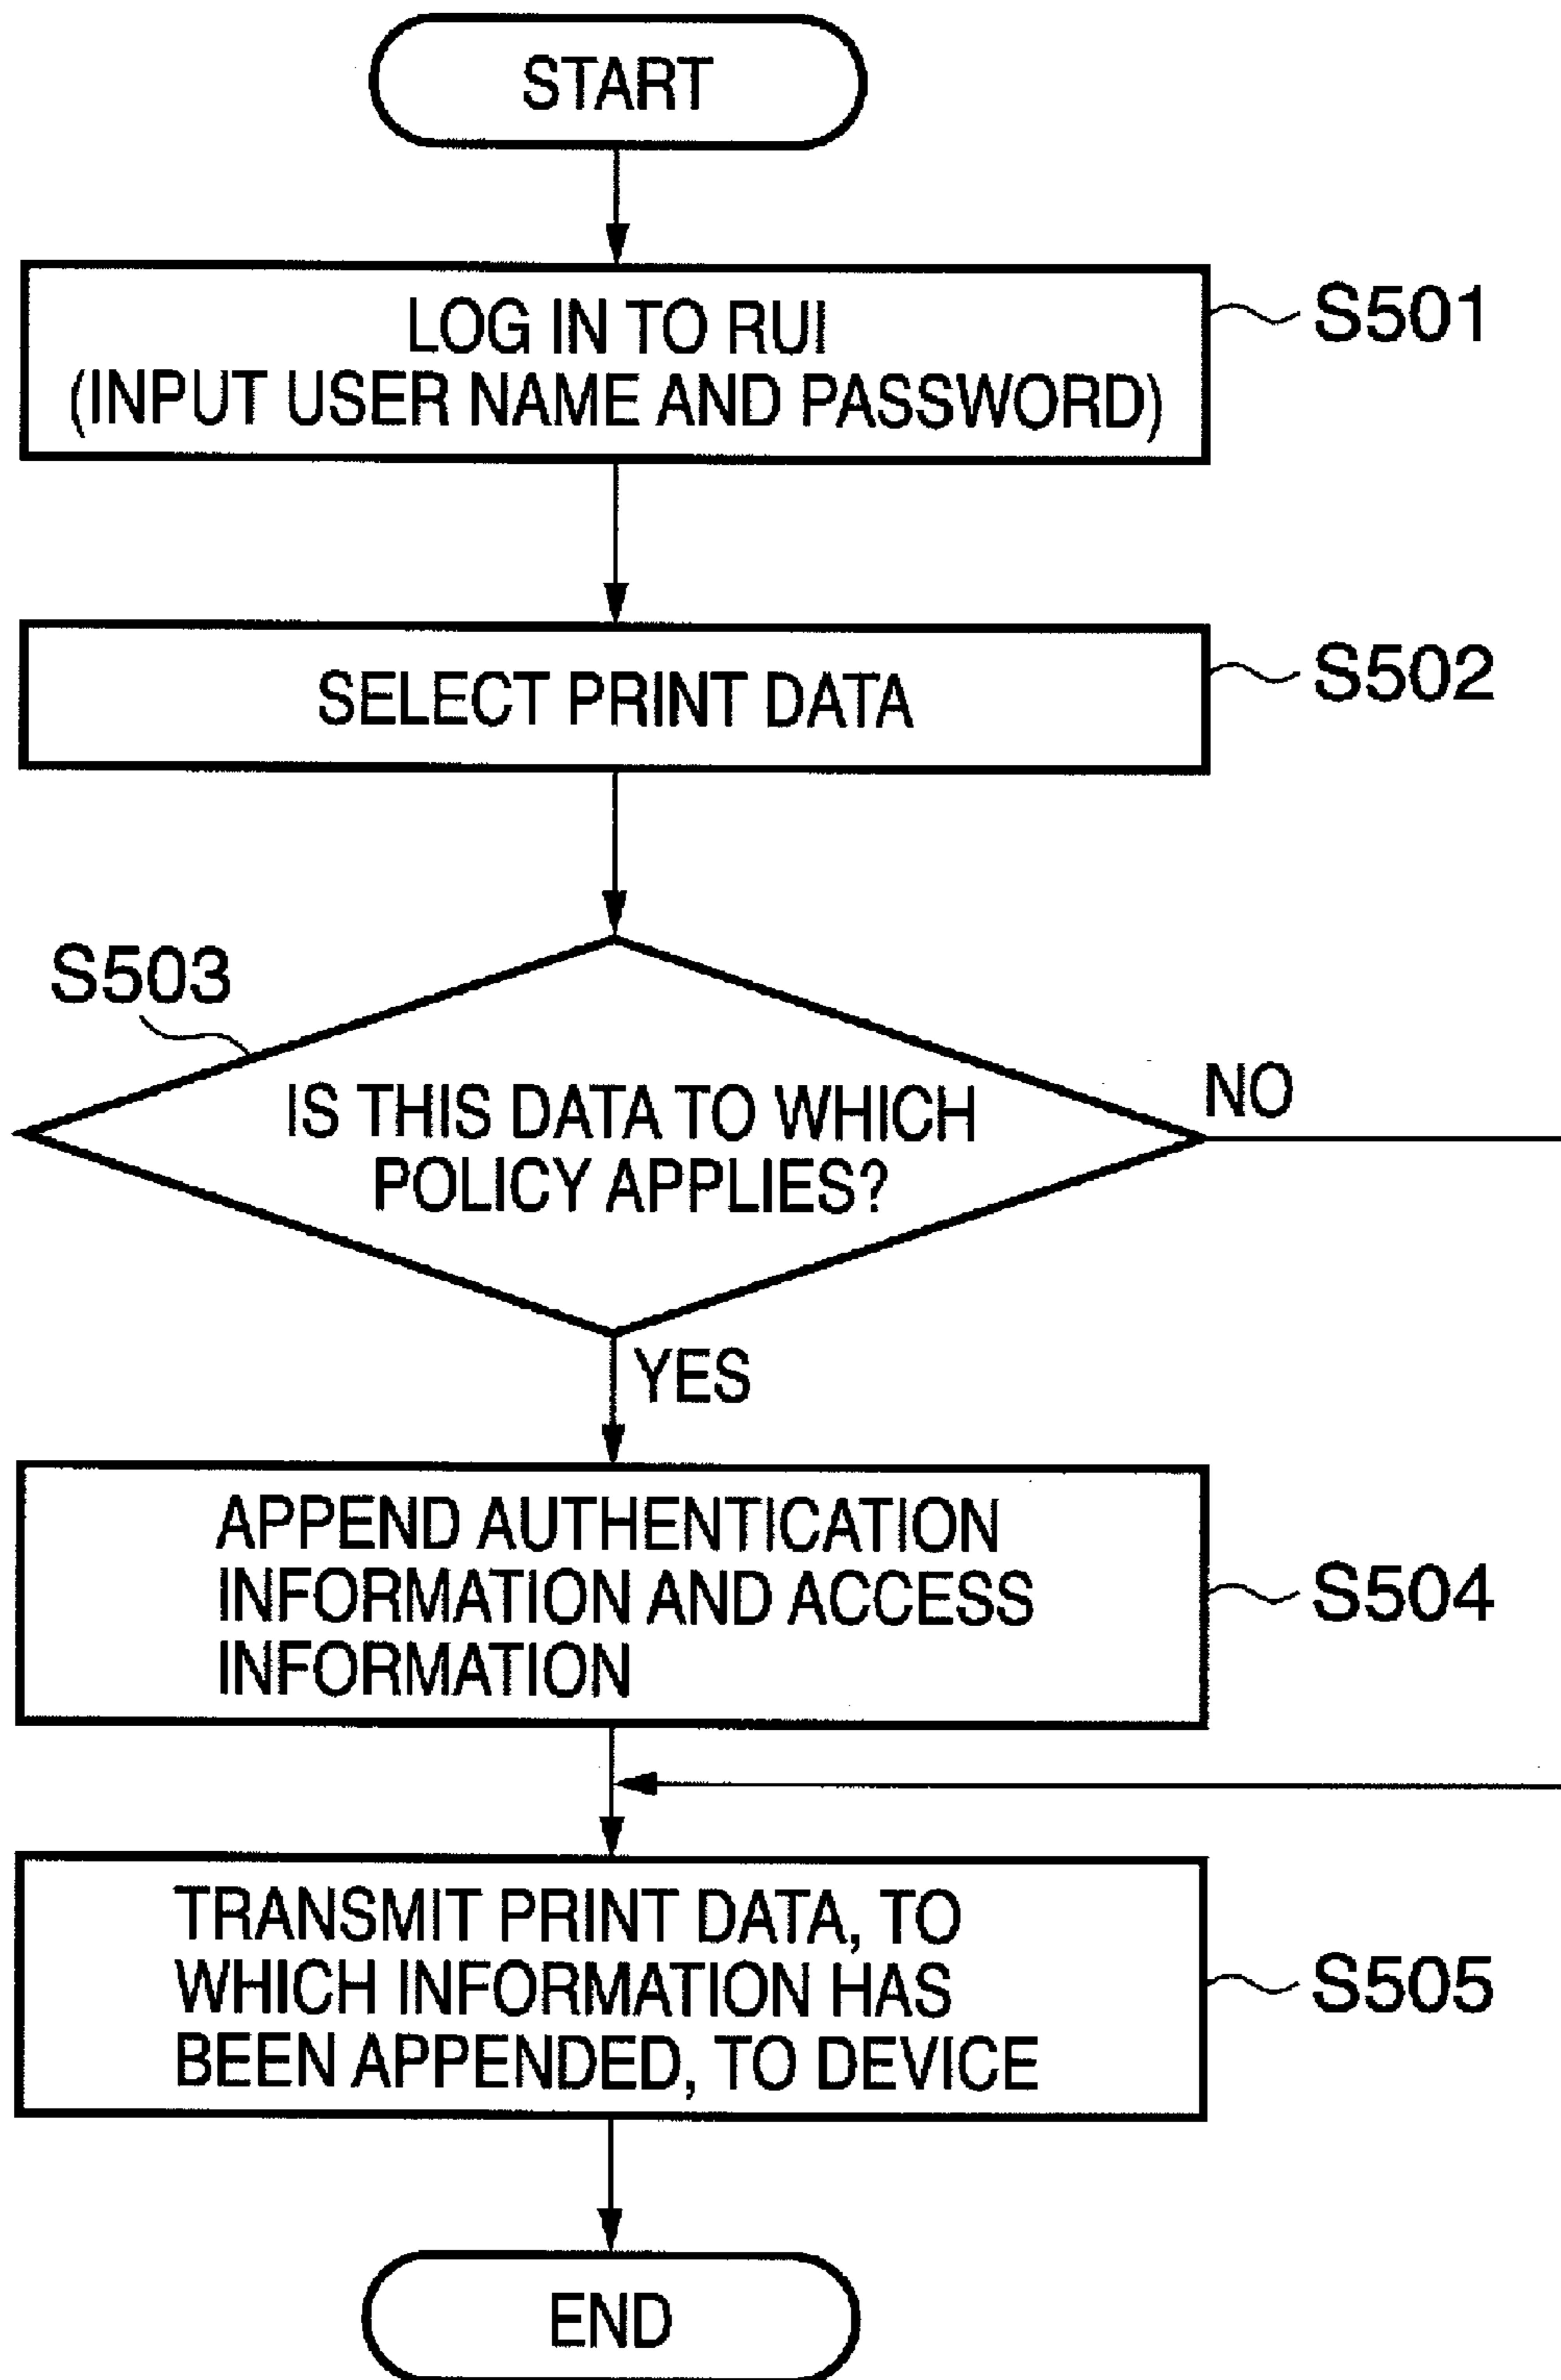 START
LOG IN TO RUI
(INPUT USER NAME AND PASSWORD)
S501
SELECT PRINT DATA
S502
S503
IS THIS DATA TO WHICH
POLICY APPLIES?
NO
YES
APPEND AUTHENTICATION
INFORMATION AND ACCESS
INFORMATION
S504
TRANSMIT PRINT DATA, TO
WHICH INFORMATION HAS
BEEN APPENDED, TO DEVICE
S505
END